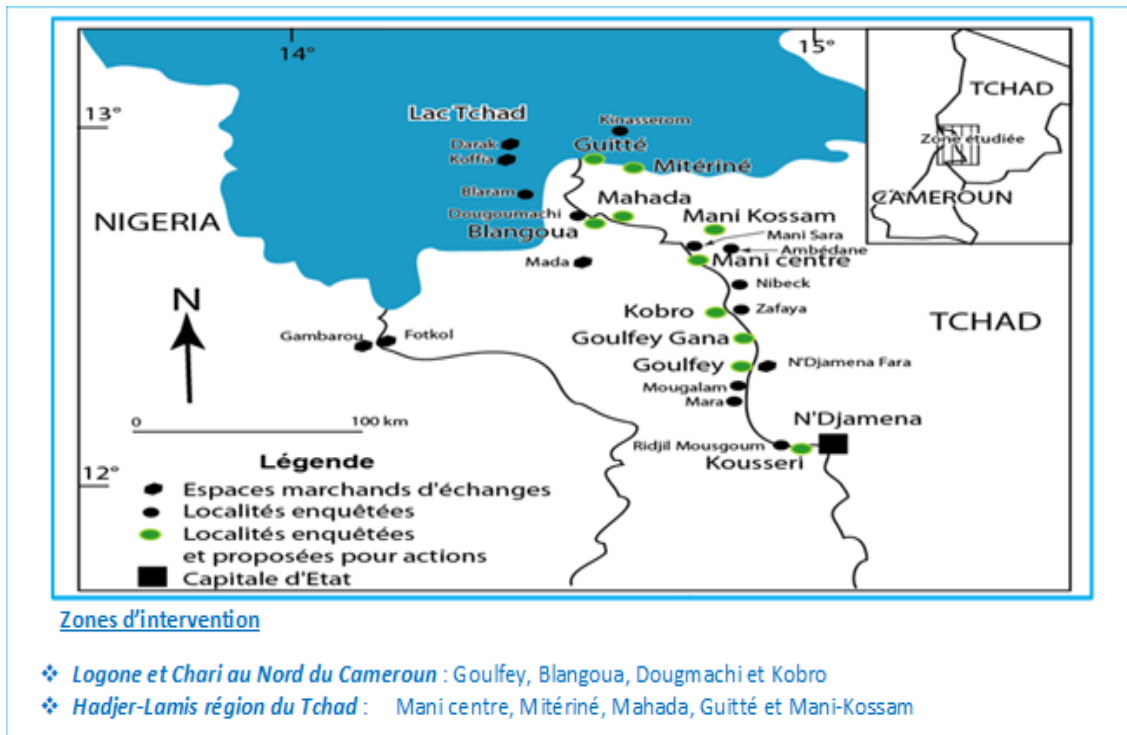 14°
15°
13°
12°
TCHAD
Zone étudiée
CAMEROUN
Lac Tchad
Kinasserom
Darak
Guitté
Koffia
Mitériné
Blaram
Mahada
NIGERIA
Dougoumachi
Mani Kossam
Blangoua
Mani Sara
Ambédane
Mada
Mani centre
Nibeck
N
Kobro
Zafaya
TCHAD
Gambarou
Fotkol
Goulfey Gana
Goulfey
N'Djamena Fara
Mougalam
Mara
0
100 km
N'Djamena
Ridjil Mousgoum
Kousseri
Légende
Espaces marchands d'échanges
Localités enquêtées
Localités enquêtées
et proposées pour actions
Capitale d'Etat
Zones d'intervention
❖ Logone et Chari au Nord du Cameroun : Goulfey, Blangoua, Dougmachi et Kobro
❖ Hadjer-Lamis région du Tchad : Mani centre, Mitériné, Mahada, Guitté et Mani-Kossam